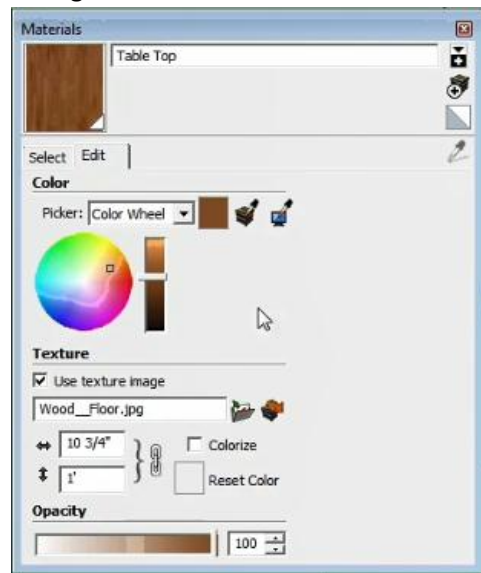 Materials
Table Top
Select Edit
Color
Picker: Color Wheel
Texture
Use texture image
Wood__Floor.jpg
10 3/4"
Colorize
1'
Reset Color
Opacity
100